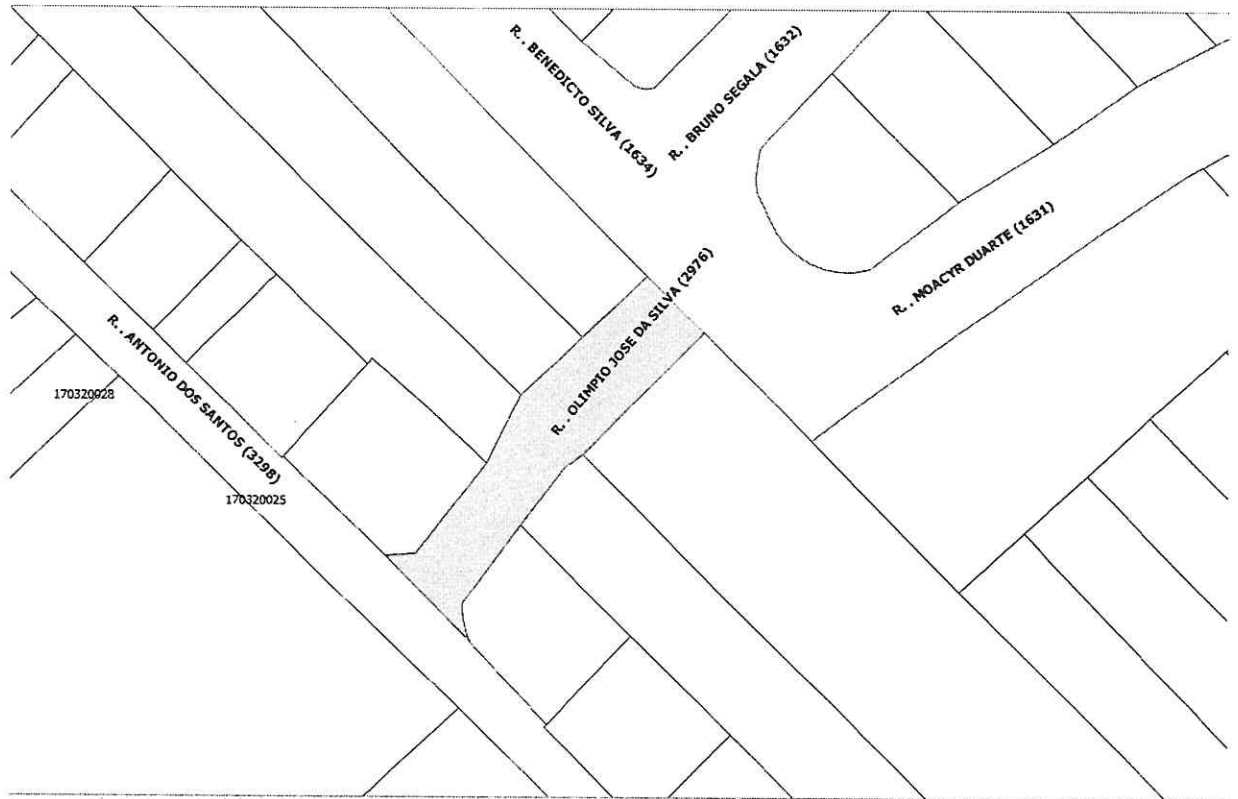 R. . BENEDICTO SILVA (1634)
R. . BRUNO SEGALA (1632)
R. . MOACYR DUARTE (1631)
R. . OLIMPIO JOSE DA SILVA (2976)
R. . ANTONIO DOS SANTOS (3298)
170320028
170320025